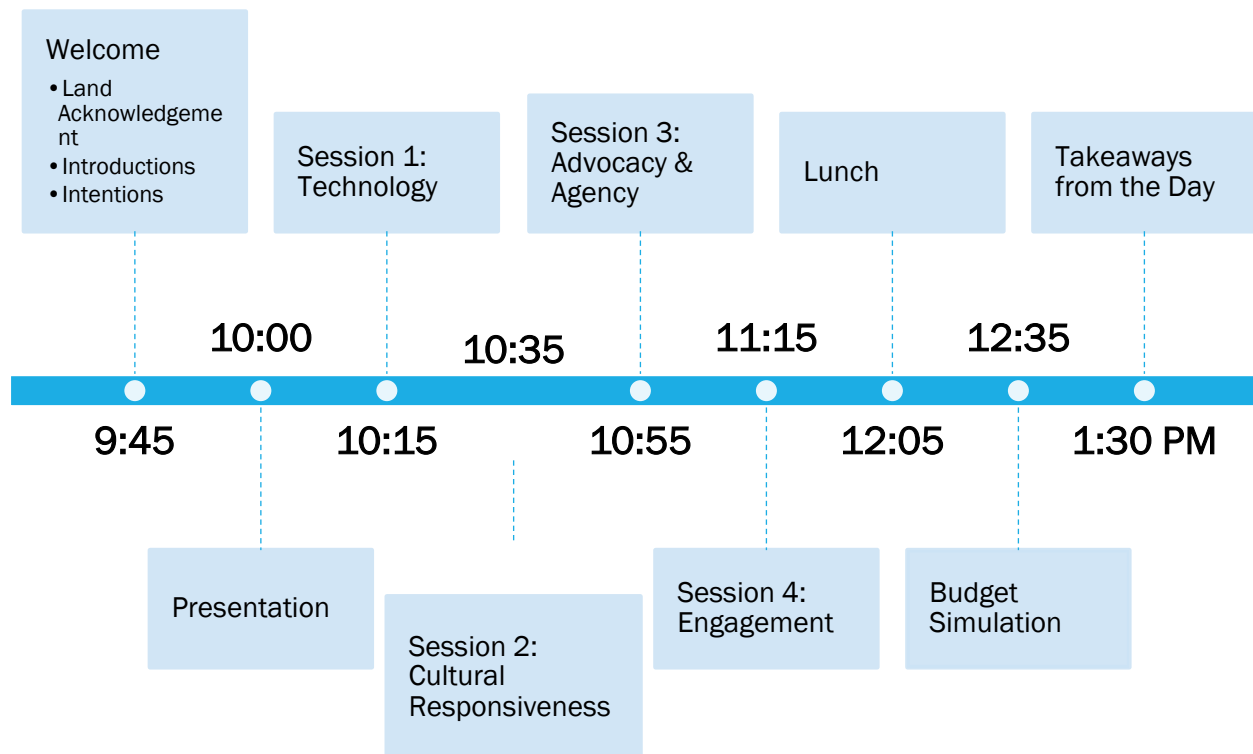 Welcome
•Land
Acknowledgeme
nt
•Introductions
•Intentions
Session 1:
Technology
Session 3:
Advocacy &
Agency
Lunch
Takeaways
from the Day
10:00
10:35
11:15
12:35
9:45
10:15
10:55
12:05
1:30 PM
Presentation
Session 2:
Cultural
Responsiveness
Session 4:
Engagement
Budget
Simulation